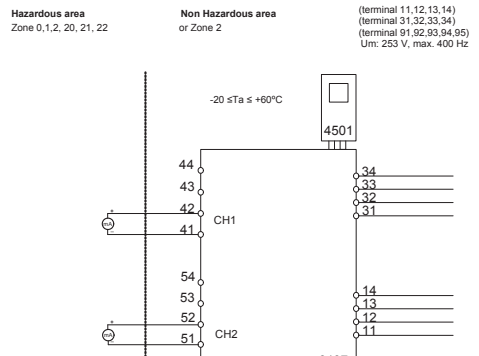 Hazardous area
Zone 0,1,2, 20, 21, 22
Non Hazardous area
or Zone 2
(terminal 11,12,13,14)
(terminal 31,32,33,34)
(terminal 91,92,93,94,95)
Um: 253 V, max. 400 Hz
-20 ≤Ta ≤ +60ºC
4501
44
43
42
41
CH1
34
33
32
31
+
mA
-
54
53
52
51
CH2
14
13
12
11
+
mA
-